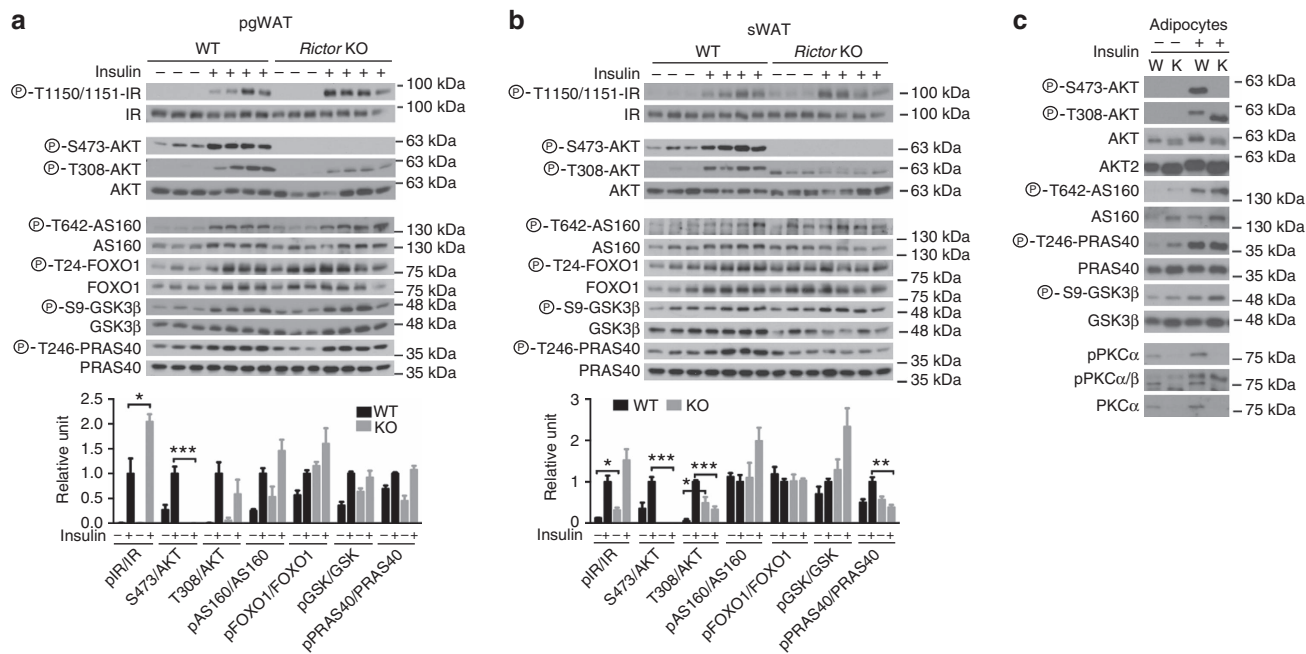 a
pgWAT
WT Rictor KO
Insulin − − − + + + + − − − + + + +
Ⓟ-T1150/1151-IR 100 kDa
IR 100 kDa
Ⓟ-S473-AKT 63 kDa
Ⓟ-T308-AKT 63 kDa
AKT 63 kDa
Ⓟ-T642-AS160 130 kDa
AS160 130 kDa
Ⓟ-T24-FOXO1 75 kDa
FOXO1 75 kDa
Ⓟ-S9-GSK3β 48 kDa
GSK3β 48 kDa
Ⓟ-T246-PRAS40 35 kDa
PRAS40 35 kDa
Relative unit
2.5
2.0
1.5
1.0
0.5
0.0
* ***
WT
KO
Insulin −+−+ −+−+ −+−+ −+−+ −+−+ −+−+ −+−+
pIR/IR
S473/AKT
T308/AKT
pAS160/AS160
pFOXO1/FOXO1
pGSK/GSK
pPRAS40/PRAS40
b
sWAT
WT Rictor KO
Insulin − − − + + + + − − − + + + +
Ⓟ-T1150/1151-IR 100 kDa
IR 100 kDa
Ⓟ-S473-AKT 63 kDa
Ⓟ-T308-AKT 63 kDa
AKT 63 kDa
Ⓟ-T642-AS160 130 kDa
AS160 130 kDa
Ⓟ-T24-FOXO1 75 kDa
FOXO1 75 kDa
Ⓟ-S9-GSK3β 48 kDa
GSK3β 48 kDa
Ⓟ-T246-PRAS40 35 kDa
PRAS40 35 kDa
Relative unit
3
2
1
0
WT KO
* *** * *** **
Insulin −+−+ −+−+ −+−+ −+−+ −+−+ −+−+ −+−+
pIR/IR
S473/AKT
T308/AKT
pAS160/AS160
pFOXO1/FOXO1
pGSK/GSK
pPRAS40/PRAS40
c
Adipocytes
Insulin − − + +
W K W K
Ⓟ-S473-AKT 63 kDa
Ⓟ-T308-AKT 63 kDa
AKT 63 kDa
AKT2 63 kDa
Ⓟ-T642-AS160 130 kDa
AS160 130 kDa
Ⓟ-T246-PRAS40 35 kDa
PRAS40 35 kDa
Ⓟ-S9-GSK3β 48 kDa
GSK3β 48 kDa
pPKCα 75 kDa
pPKCα/β 75 kDa
PKCα 75 kDa